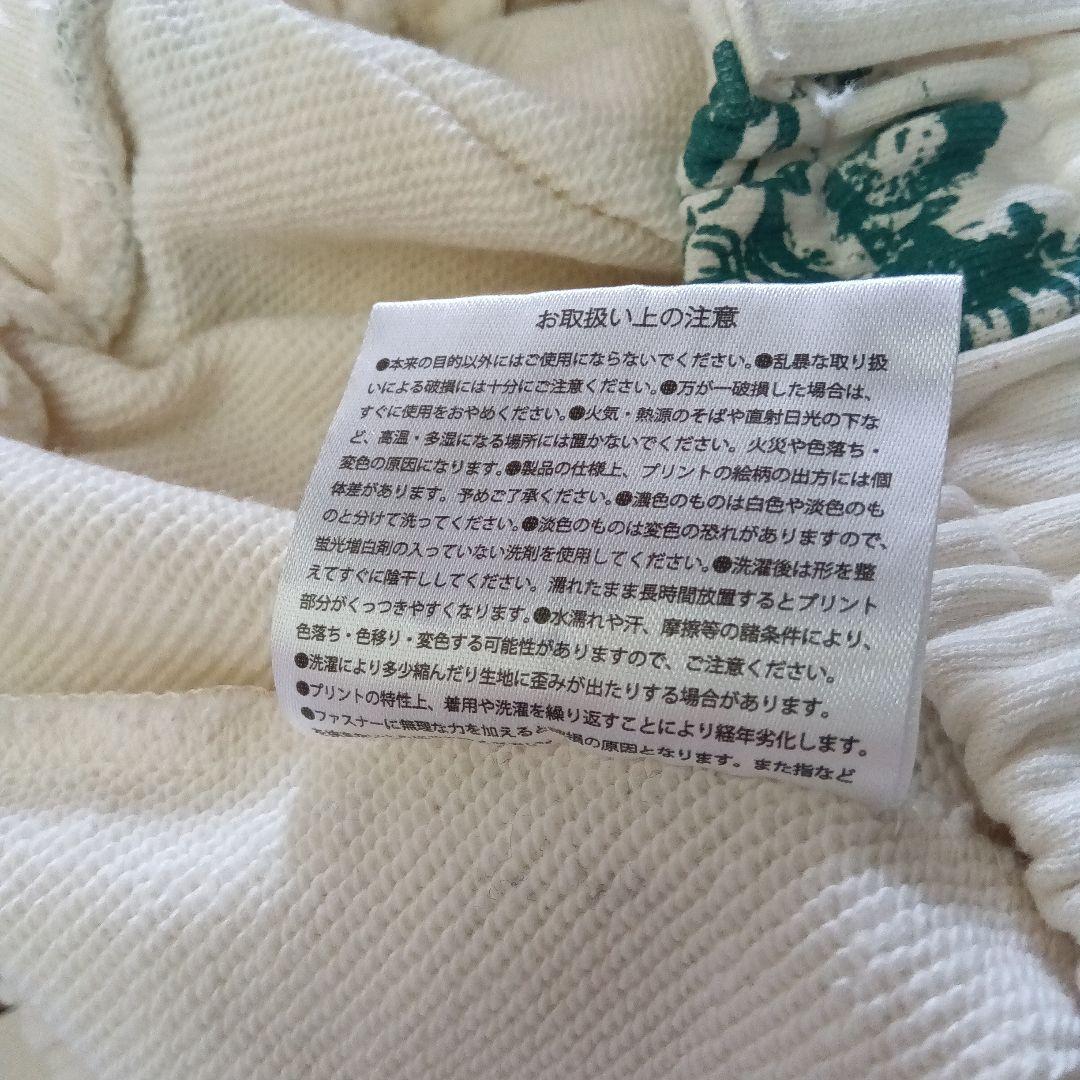 お取扱い上の注意
●本来の目的以外にはご使用にならないでください。●乱暴な取り扱
いによる破損には十分にご注意ください。●万が一破損した場合は、
すぐに使用をおやめください。●火気・熱源のそばや直射日光の下な
ど、高温・多湿になる場所には置かないでください。火災や色落ち・
変色の原因になります。●製品の仕様上、プリントの絵柄の出方には個
体差があります。予めご了承ください。●濃色のものは白色や淡色のも
のと分けて洗ってください。●淡色のものは変色の恐れがありますので、
蛍光増白剤の入っていない洗剤を使用してください。●洗濯後は形を整
えてすぐに陰干ししてください。濡れたまま長時間放置するとプリント
部分がくっつきやすくなります。●水濡れや汗、摩擦等の諸条件により、
色落ち・色移り・変色する可能性がありますので、ご注意ください。
●洗濯により多少縮んだり生地に歪みが出たりする場合があります。
●プリントの特性上、着用や洗濯を繰り返すことにより経年劣化します。
●ファスナーに無理な力を加えると破損の原因となります。また指など